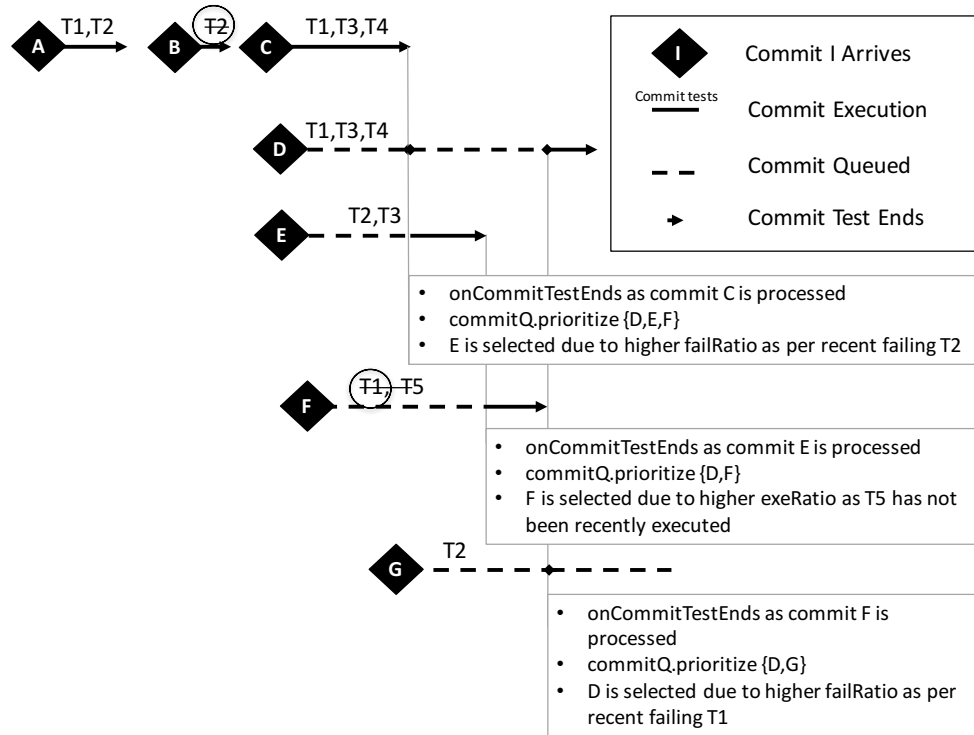 A
T1,T2
B
T2
C
T1,T3,T4
I
Commit I Arrives
Commit tests
Commit Execution
Commit Queued
Commit Test Ends
D
T1,T3,T4
E
T2,T3
• onCommitTestEnds as commit C is processed
• commitQ.prioritize {D,E,F}
• E is selected due to higher failRatio as per recent failing T2
F
T1, T5
• onCommitTestEnds as commit E is processed
• commitQ.prioritize {D,F}
• F is selected due to higher exeRatio as T5 has not
been recently executed
G
T2
• onCommitTestEnds as commit F is
processed
• commitQ.prioritize {D,G}
• D is selected due to higher failRatio as per
recent failing T1